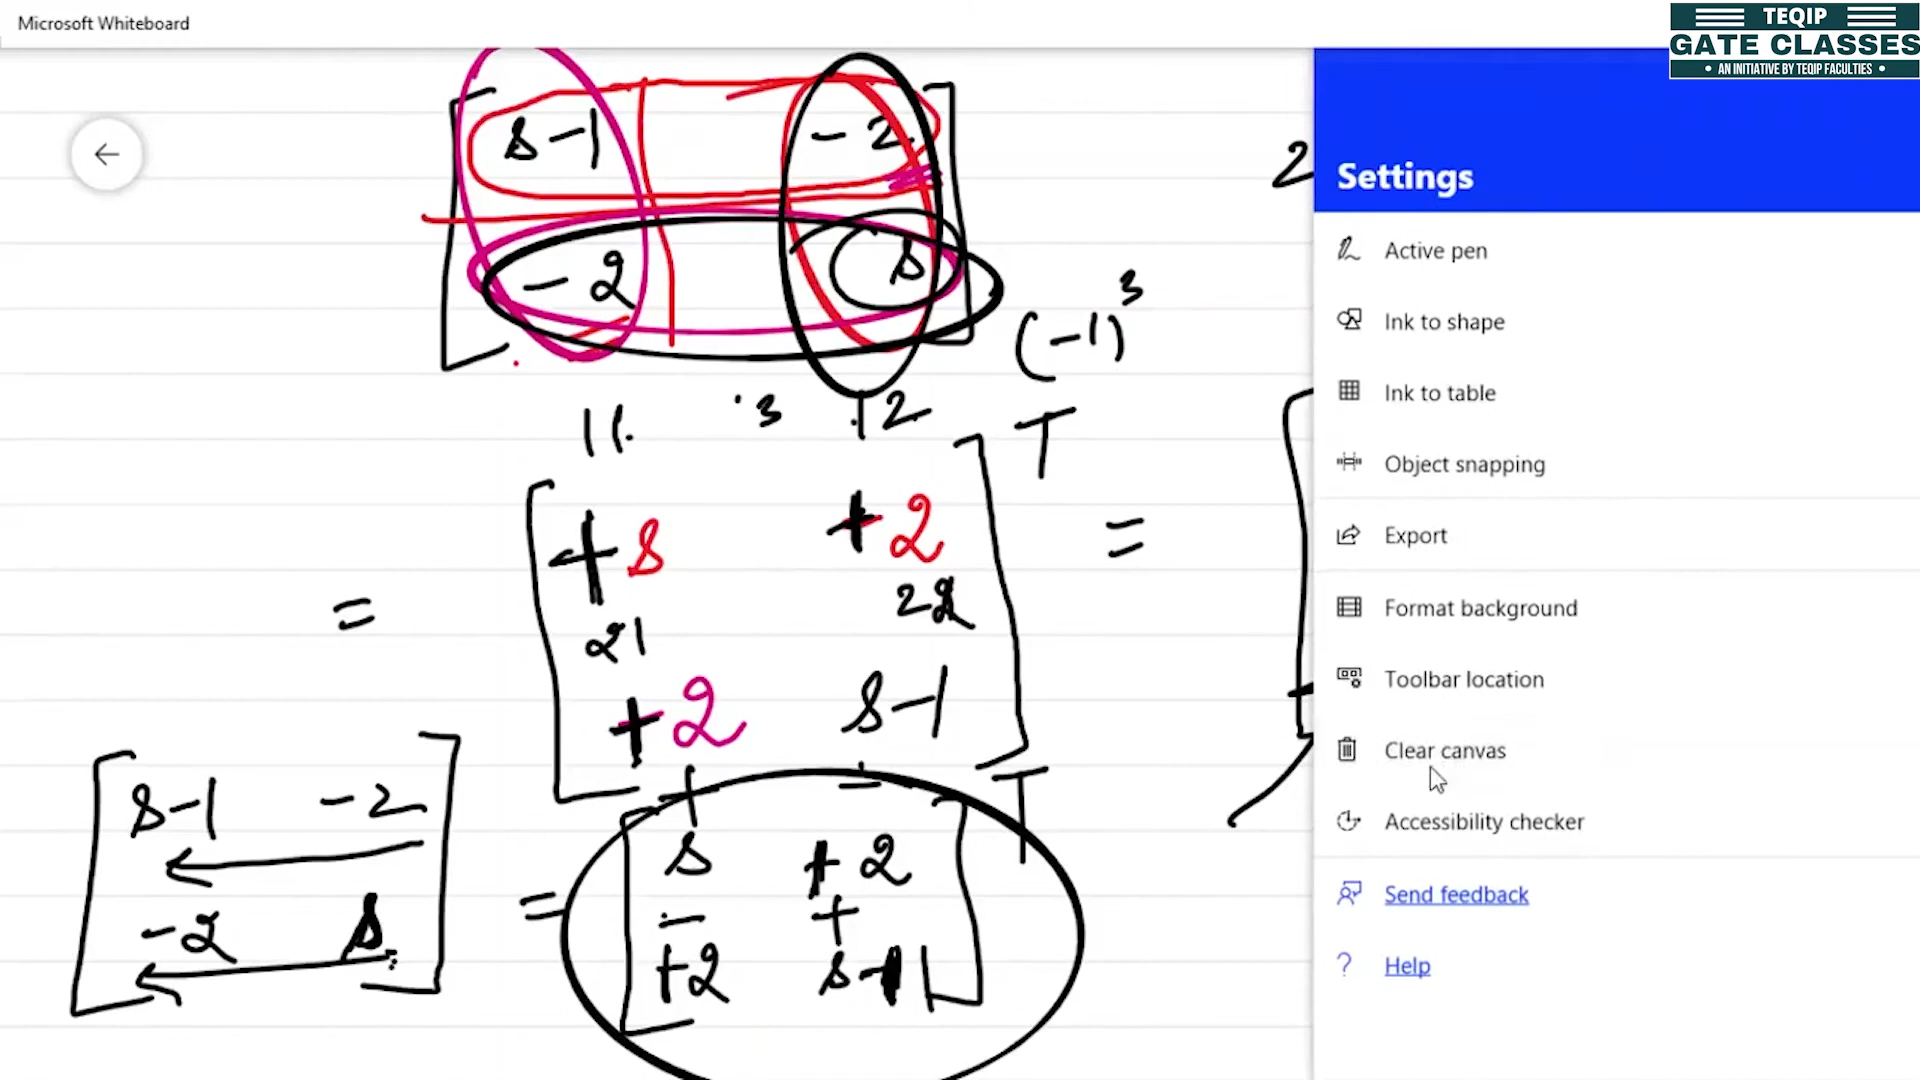 Microsoft Whiteboard
TEQIP
GATE CLASSES
• AN INITIATIVE BY TEQIP FACULTIES •
s-1 -2
-2 s
(-1)³
2
11 3 12
T
+s +2
21 22
+2 s-1
=
=
T
+ -
s +2
- +
+2 s-1
=
s-1 -2
-2 s
Settings
Active pen
Ink to shape
Ink to table
Object snapping
Export
Format background
Toolbar location
Clear canvas
Accessibility checker
Send feedback
? Help